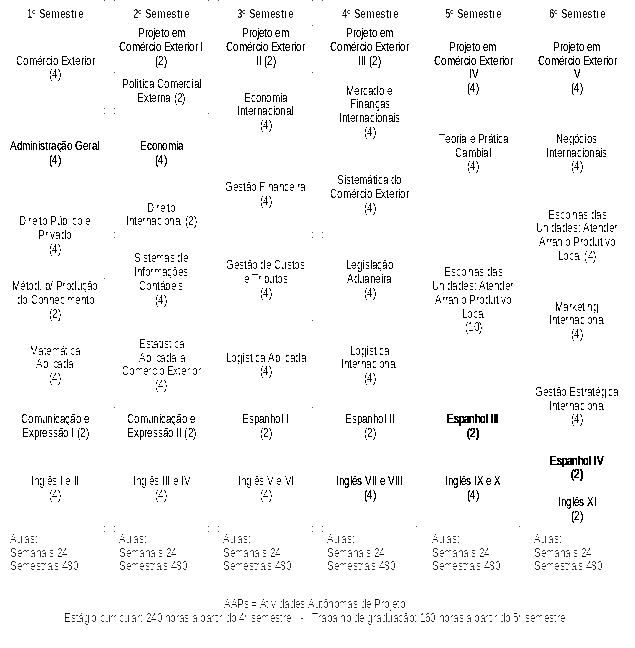 1º Semestre
2º Semestre
3º Semestre
4º Semestre
5º Semestre
6º Semestre
Comércio Exterior
(4)
Administração Geral
(4)
Direito Público e
Privado
(4)
Métod. p/ Produção
do Conhecimento
(2)
Matemática
Aplicada
(4)
Comunicação e
Expressão I (2)
Inglês I e II
(4)
Aulas:
Semanais 24
Semestrais 480
Projeto em
Comércio Exterior I
(2)
Política Comercial
Externa (2)
Economia
(4)
Direito
Internacional (2)
Sistemas de
Informações
Contábeis
(4)
Estatística
Aplicada a
Comércio Exterior
(4)
Comunicação e
Expressão II (2)
Inglês III e IV
(4)
Aulas:
Semanais 24
Semestrais 480
Projeto em
Comércio Exterior
II (2)
Economia
Internacional
(4)
Gestão Financeira
(4)
Gestão de Custos
e Tributos
(4)
Logística Aplicada
(4)
Espanhol I
(2)
Inglês V e VI
(4)
Aulas:
Semanais 24
Semestrais 480
Projeto em
Comércio Exterior
III (2)
Mercado e
Finanças
Internacionais
(4)
Sistemática do
Comércio Exterior
(4)
Legislação
Aduaneira
(4)
Logística
Internacional
(4)
Espanhol II
(2)
Inglês VII e VIII
(4)
Aulas:
Semanais 24
Semestrais 480
Projeto em
Comércio Exterior
IV
(4)
Teoria e Prática
Cambial
(4)
Escolhas das
Unidades: Atender
Arranjo Produtivo
Local
(10)
Espanhol III
(2)
Inglês IX e X
(4)
Aulas:
Semanais 24
Semestrais 480
Projeto em
Comércio Exterior
V
(4)
Negócios
Internacionais
(4)
Escolhas das
Unidades: Atender
Arranjo Produtivo
Local (4)
Marketing
Internacional
(4)
Gestão Estratégica
Internacional
(4)
Espanhol IV
(2)
Inglês XI
(2)
Aulas:
Semanais 24
Semestrais 480
AAPs = Atividades Autônomas de Projeto
Estágio curricular: 240 horas a partir do 4º semestre - Trabalho de graduação: 160 horas a partir do 5º semestre